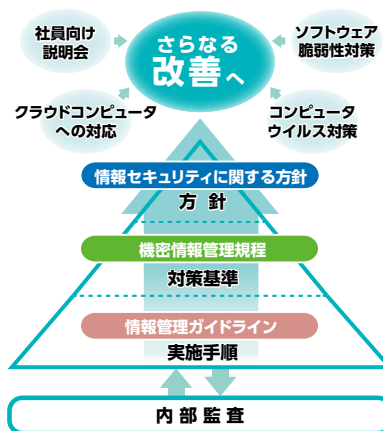 社員向け
説明会
さらなる
改善へ
ソフトウェア
脆弱性対策
クラウドコンピュータ
への対応
コンピュータ
ウイルス対策
情報セキュリティに関する方針
方 針
機密情報管理規程
対策基準
情報管理ガイドライン
実施手順
内 部 監 査